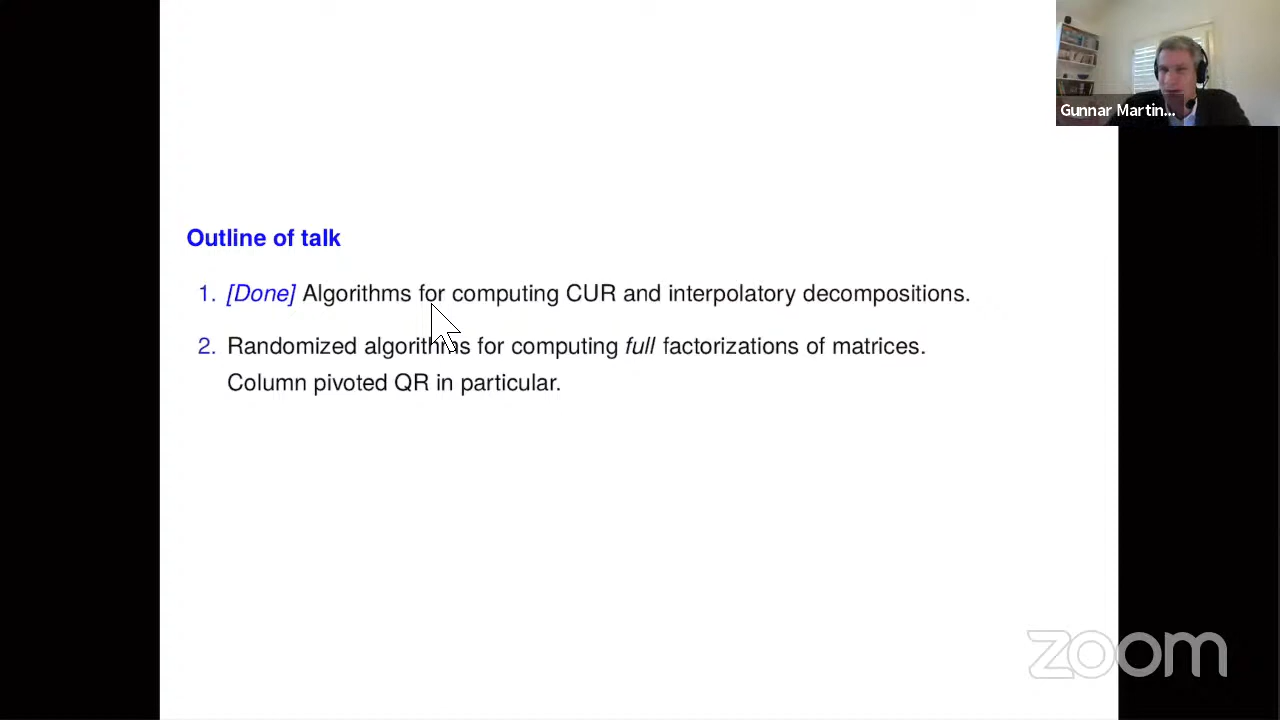 Gunnar Martin...
Outline of talk
1. [Done] Algorithms for computing CUR and interpolatory decompositions.
2. Randomized algorithms for computing full factorizations of matrices.
Column pivoted QR in particular.
zoom